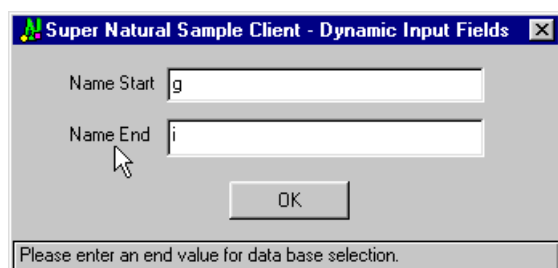 Super Natural Sample Client - Dynamic Input Fields
Name Start g
Name End i
OK
Please enter an end value for data base selection.